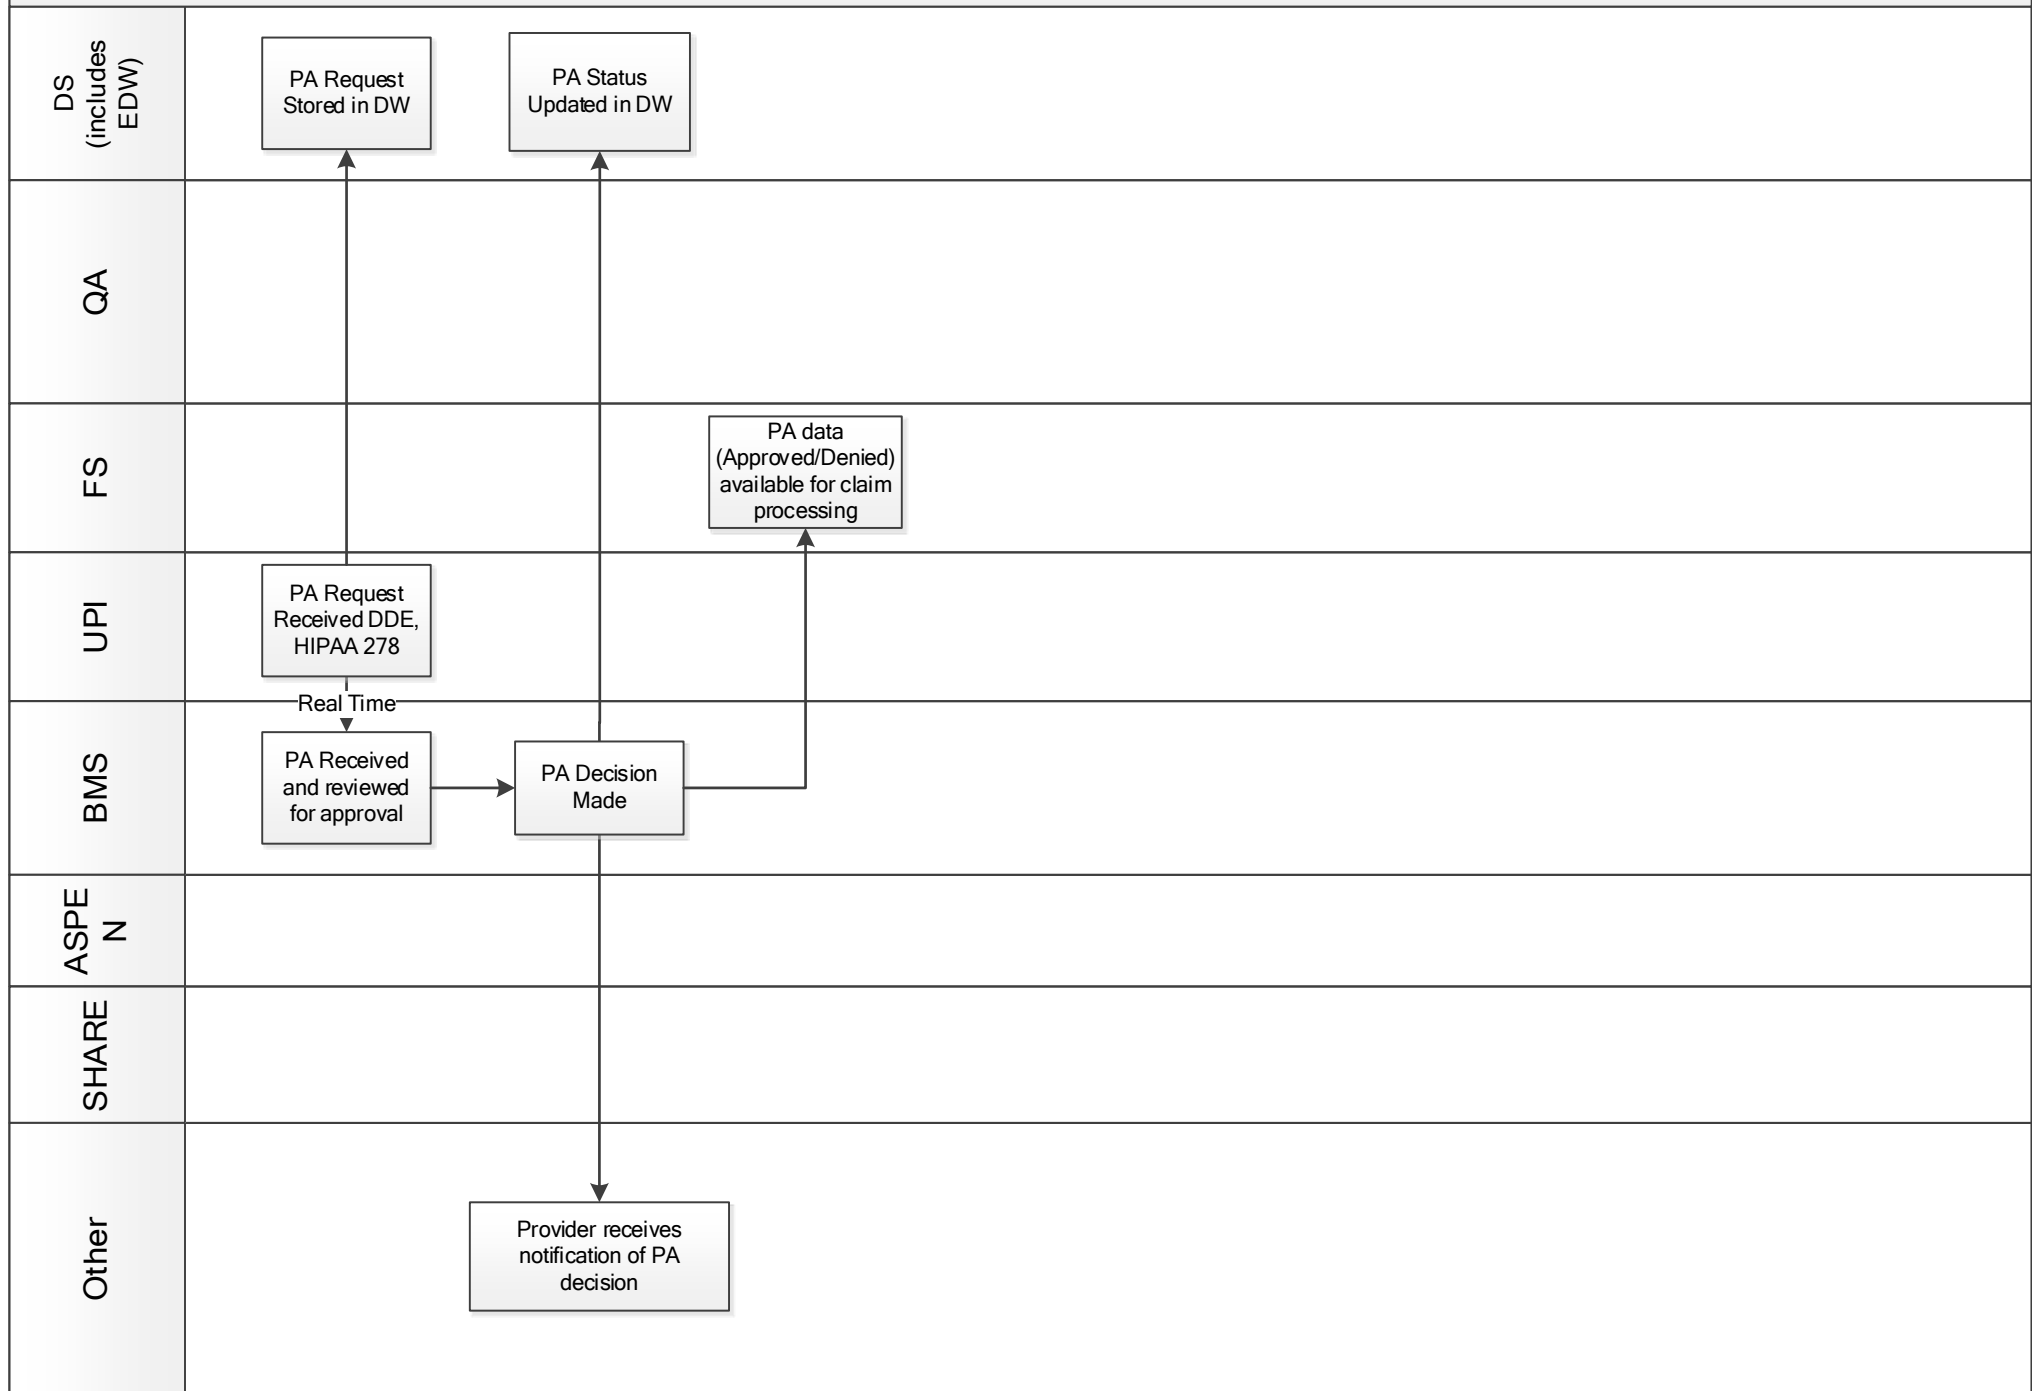 DS
(includes
EDW)
PA Request
Stored in DW
PA Status
Updated in DW
QA
FS
PA data
(Approved/Denied)
available for claim
processing
UPI
PA Request
Received DDE,
HIPAA 278
Real Time
BMS
PA Received
and reviewed
for approval
PA Decision
Made
ASPE
N
SHARE
Other
Provider receives
notification of PA
decision